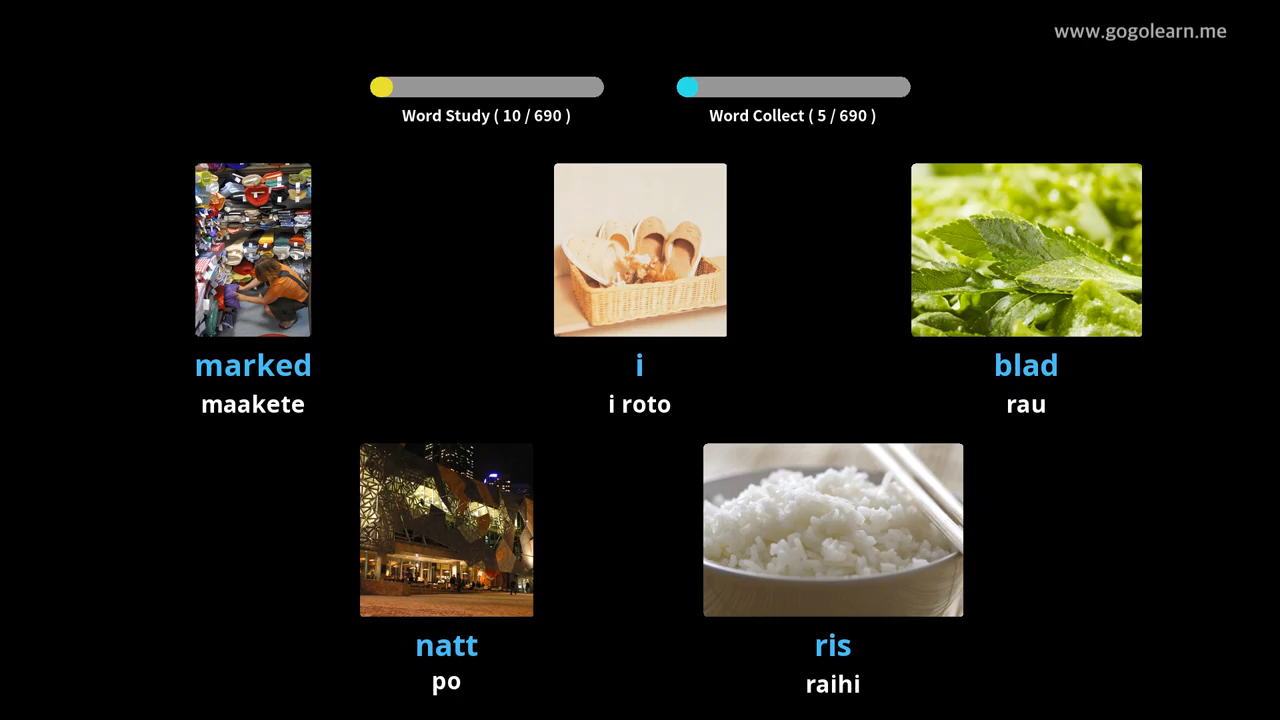 www.gogolearn.me
Word Study ( 10 / 690 )
Word Collect ( 5 / 690 )
marked
maakete
i
i roto
blad
rau
natt
po
ris
raihi